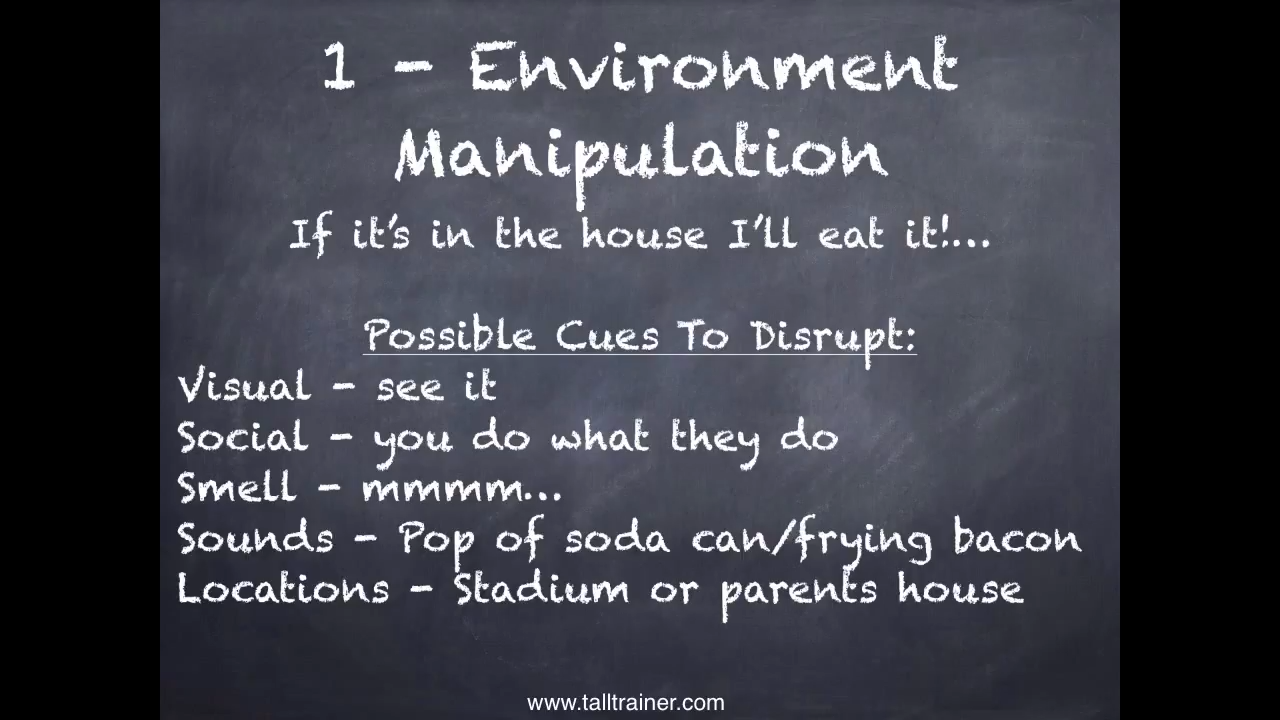 1 - Environment
Manipulation
If it's in the house I'll eat it!...
Possible Cues To Disrupt:
Visual - see it
Social - you do what they do
Smell - mmmm...
Sounds - Pop of soda can/frying bacon
Locations - Stadium or parents house
www.talltrainer.com